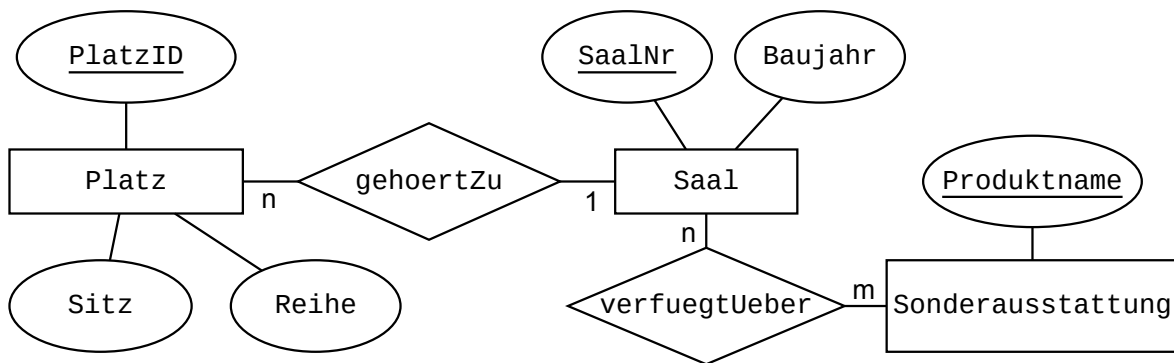 PlatzID
SaalNr
Baujahr
Platz
n
gehoertZu
1
Saal
n
Produktname
Sitz
Reihe
verfuegtUeber
m
Sonderausstattung